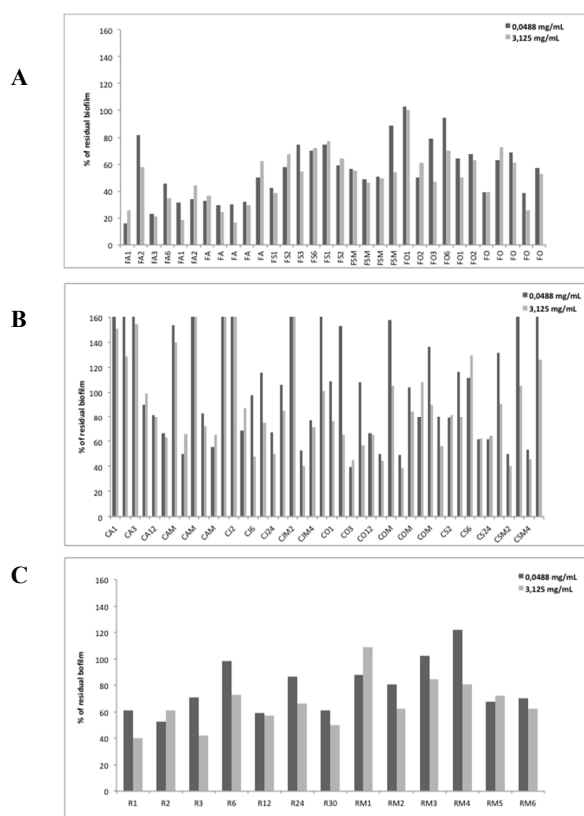 A
0,0488 mg/mL
3,125 mg/mL
% of residual biofilm
160
140
120
100
80
60
40
20
0
FA1 FA2 FA3 FA6 FA1 FA2 FA FA FA FA FA FS1 FS2 FS3 FS6 FS1 FS2 FSM FSM FSM FSM FO1 FO2 FO3 FO6 FO1 FO2 FO FO FO FO FO
B
0,0488 mg/mL
3,125 mg/mL
% of residual biofilm
160
140
120
100
80
60
40
20
0
CA1 CA3 CA12 CAM CAM CAM CJ2 CJ6 CJ24 CJM2 CJM4 CO1 CO3 CO12 COM COM COM CS2 CS6 CS24 CSM2 CSM4
C
0,0488 mg/mL
3,125 mg/mL
% of residual bofilm
160
140
120
100
80
60
40
20
0
R1 R2 R3 R6 R12 R24 R30 RM1 RM2 RM3 RM4 RM5 RM6